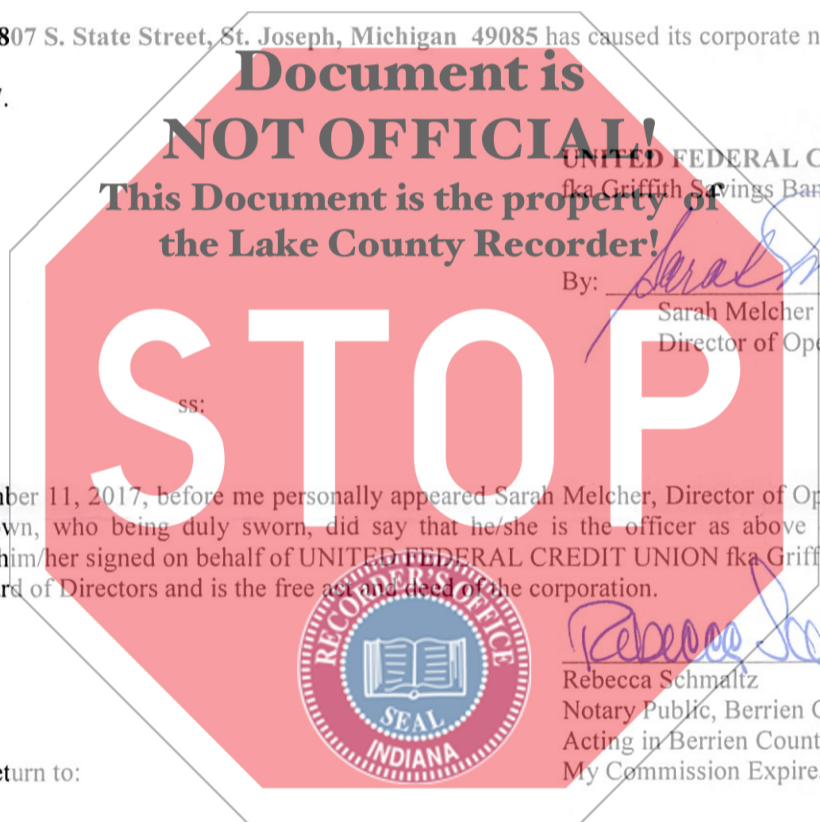 807 S. State Street, St. Joseph, Michigan 49085 has caused its corporate n
Document is
NOT OFFICIAL!
UNITED FEDERAL C
This Document is the property of
fka Griffith Savings Ban
the Lake County Recorder!
By: Sarah
Sarah Melcher
Director of Ope
STOP
ss:
ber 11, 2017, before me personally appeared Sarah Melcher, Director of Op
wn, who being duly sworn, did say that he/she is the officer as above
him/her signed on behalf of UNITED FEDERAL CREDIT UNION fka Griff
rd of Directors and is the free act and deed of the corporation.
RECORDER'S OFFICE
SEAL
INDIANA
Rebecca
Rebecca Schmaltz
Notary Public, Berrien C
Acting in Berrien Count
My Commission Expire
eturn to: